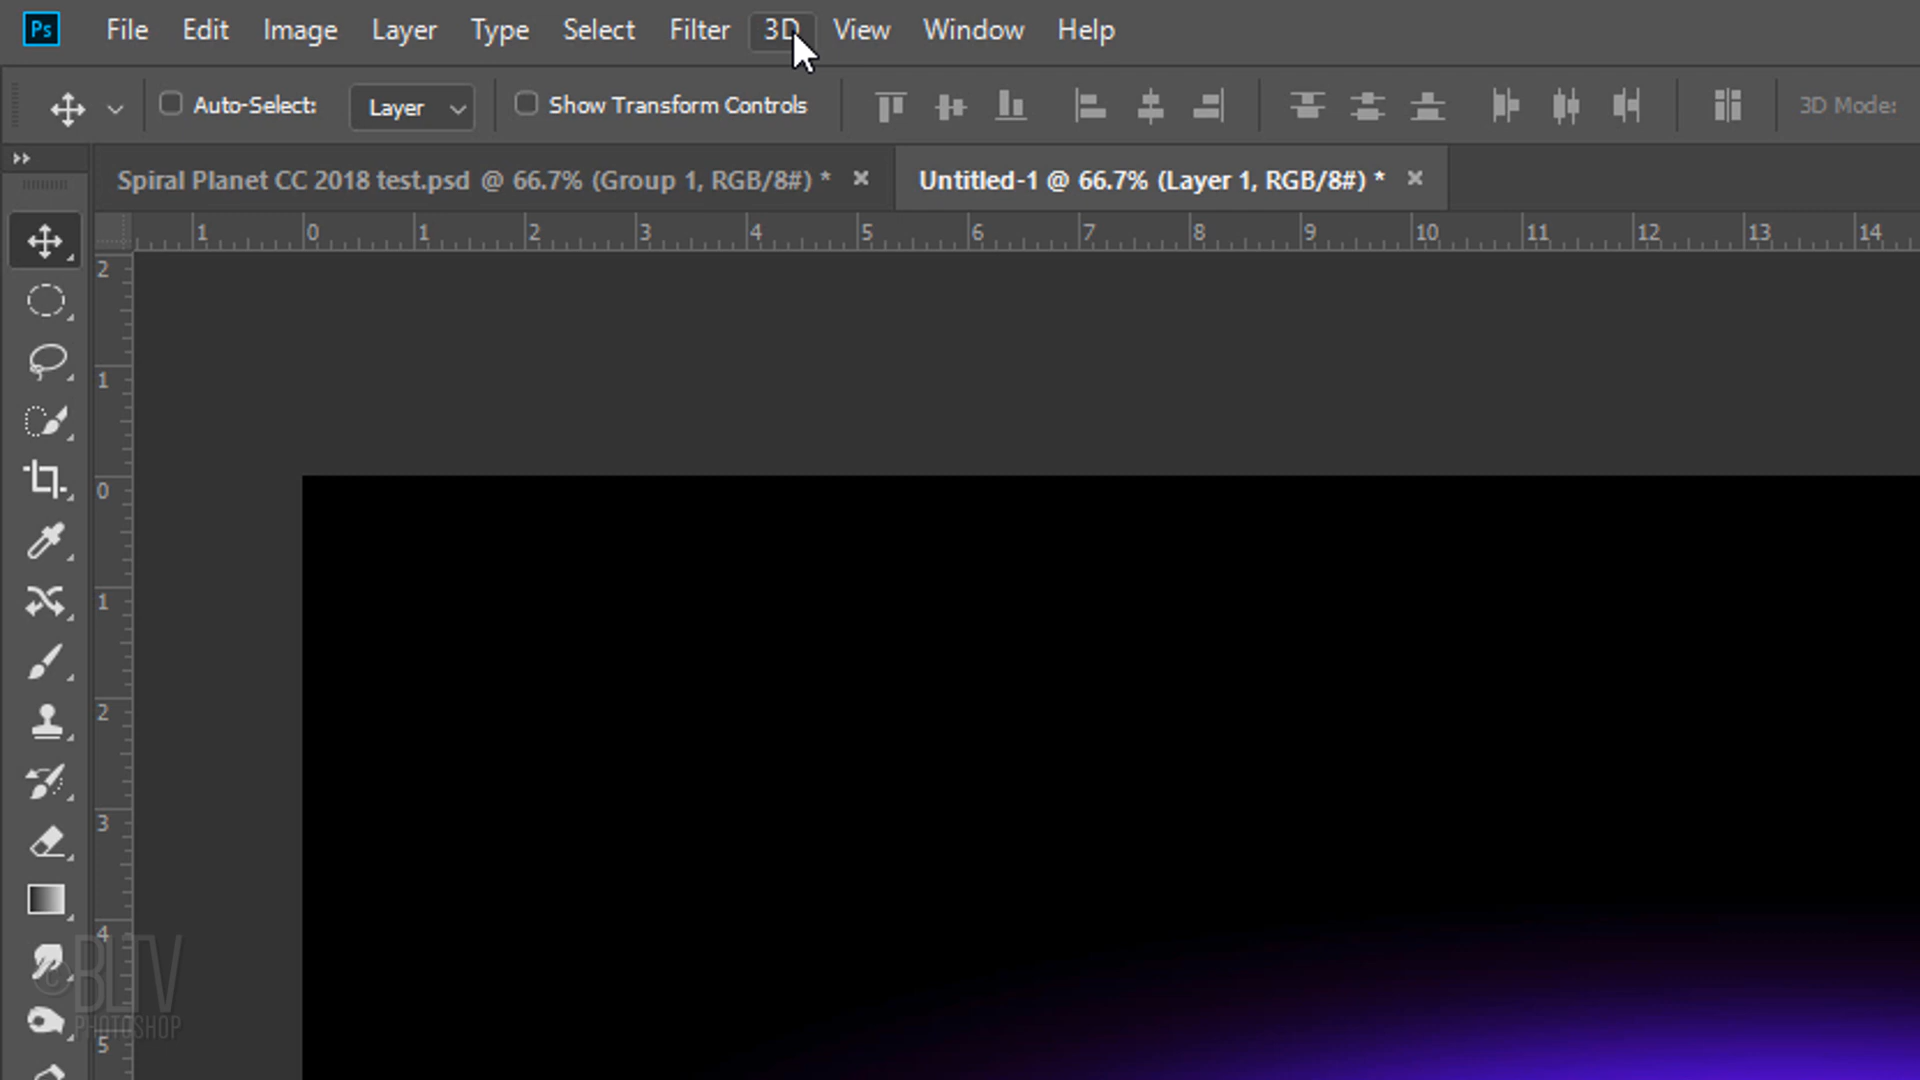 Ps File Edit Image Layer Type Select Filter 3D View Window Help
Auto-Select: Layer Show Transform Controls 3D Mode:
Spiral Planet CC 2018 test.psd @ 66.7% (Group 1, RGB/8#) * × Untitled-1 @ 66.7% (Layer 1, RGB/8#) * ×
1 0 1 2 3 4 5 6 7 8 9 10 11 12 13 14
2
1
0
1
2
3
4
5
© BLTV
PHOTOSHOP